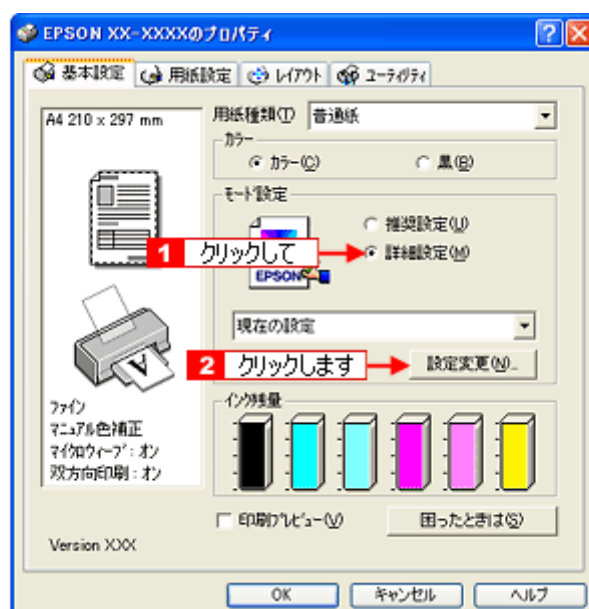 EPSON XX-XXXXのプロパティ
基本設定 用紙設定 レイアウト ユーティリティ
A4 210 x 297 mm
用紙種類(T) 普通紙
カラー
カラー(C) 黒(B)
モード設定
推奨設定(U)
1 クリックして
詳細設定(M)
EPSON
現在の設定
2 クリックします
設定変更(N)...
ファイン
マニュアル色補正
マイクロウィーブ：オン
双方向印刷：オン
インク残量
印刷プレビュー(V)
困ったときは(S)
Version XXX
OK キャンセル ヘルプ